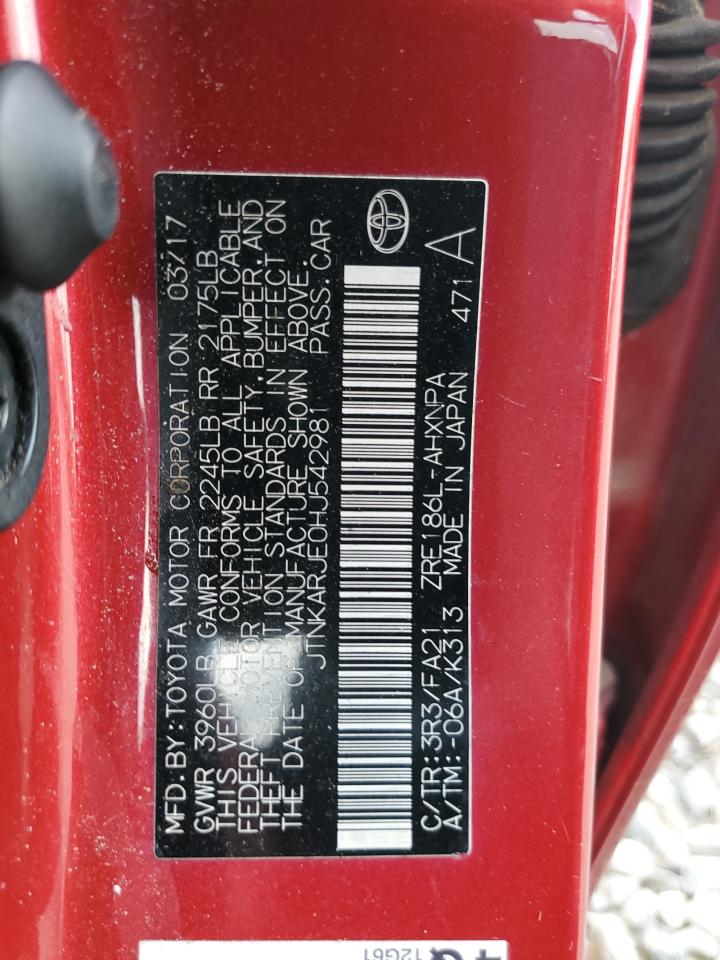 MFD.BY:TOYOTA MOTOR CORPORATION 03/17
GVWR 3960LB GAWR FR 2245LB RR 2175LB
THIS VEHICLE CONFORMS TO ALL APPLICABLE
FEDERAL MOTOR VEHICLE SAFETY,BUMPER,AND
THEFT PREVENTION STANDARDS IN EFFECT ON
THE DATE OF MANUFACTURE SHOWN ABOVE.
JTNKARJE0HJ542981 PASS.CAR
C/TR:3R3/FA21 ZRE186L-AHXNPA
A/TM:-06A/K313 MADE IN JAPAN 471 A
12G61